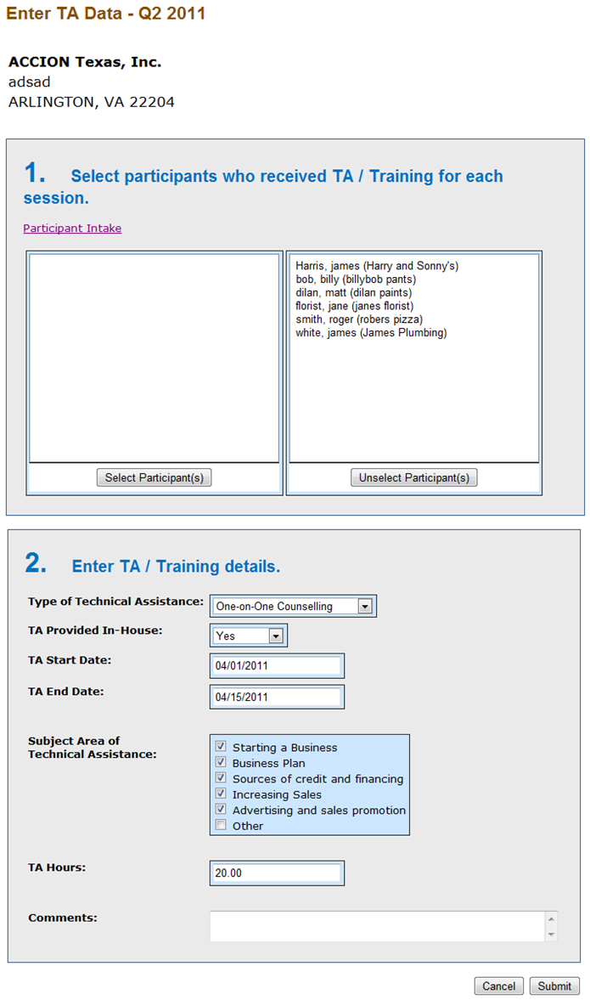 Enter TA Data - Q2 2011
ACCION Texas, Inc.
adsad
ARLINGTON, VA 22204
1. Select participants who received TA / Training for each
session.
Participant Intake
Harris, james (Harry and Sonny's)
bob, billy (billybob pants)
dilan, matt (dilan paints)
florist, jane (janes florist)
smith, roger (robers pizza)
white, james (James Plumbing)
Select Participant(s)
Unselect Participant(s)
2. Enter TA / Training details.
Type of Technical Assistance: One-on-One Counselling
TA Provided In-House: Yes
TA Start Date: 04/01/2011
TA End Date: 04/15/2011
Subject Area of
Technical Assistance:
Starting a Business
Business Plan
Sources of credit and financing
Increasing Sales
Advertising and sales promotion
Other
TA Hours: 20.00
Comments:
Cancel Submit